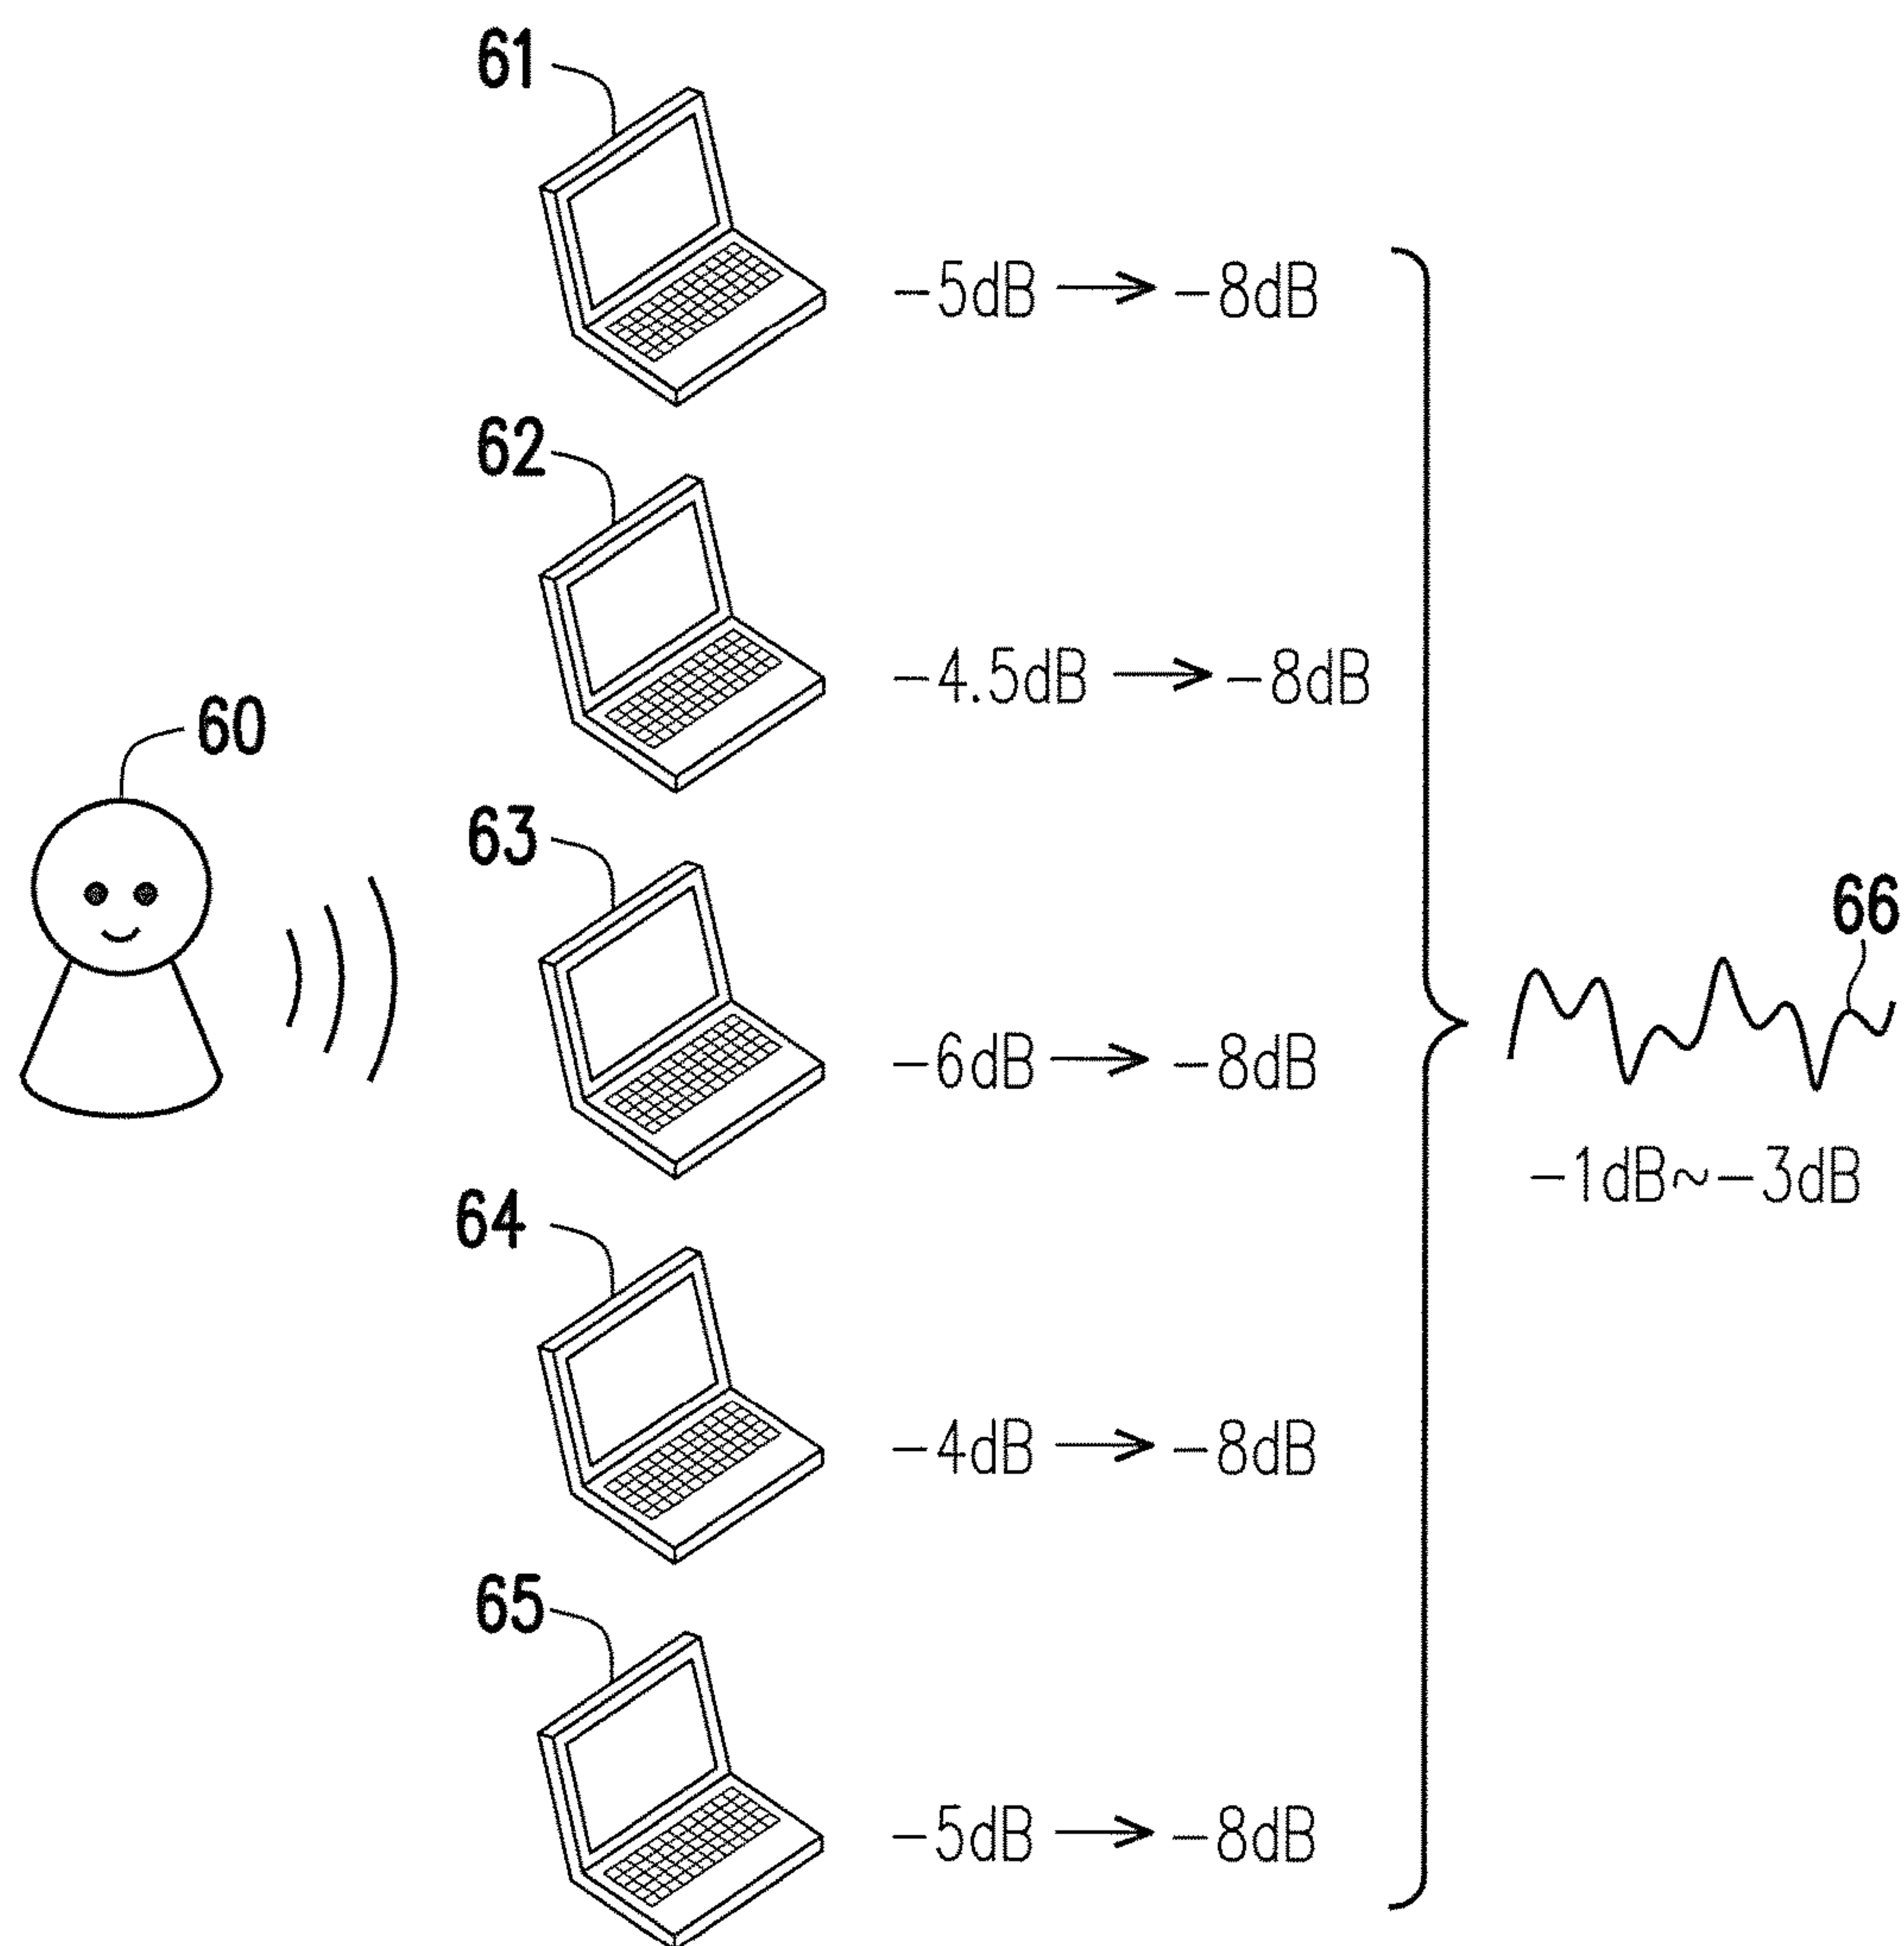 61
-5dB → -8dB
62
-4.5dB → -8dB
60
63
66
-6dB → -8dB
-1dB~-3dB
64
-4dB → -8dB
65
-5dB → -8dB